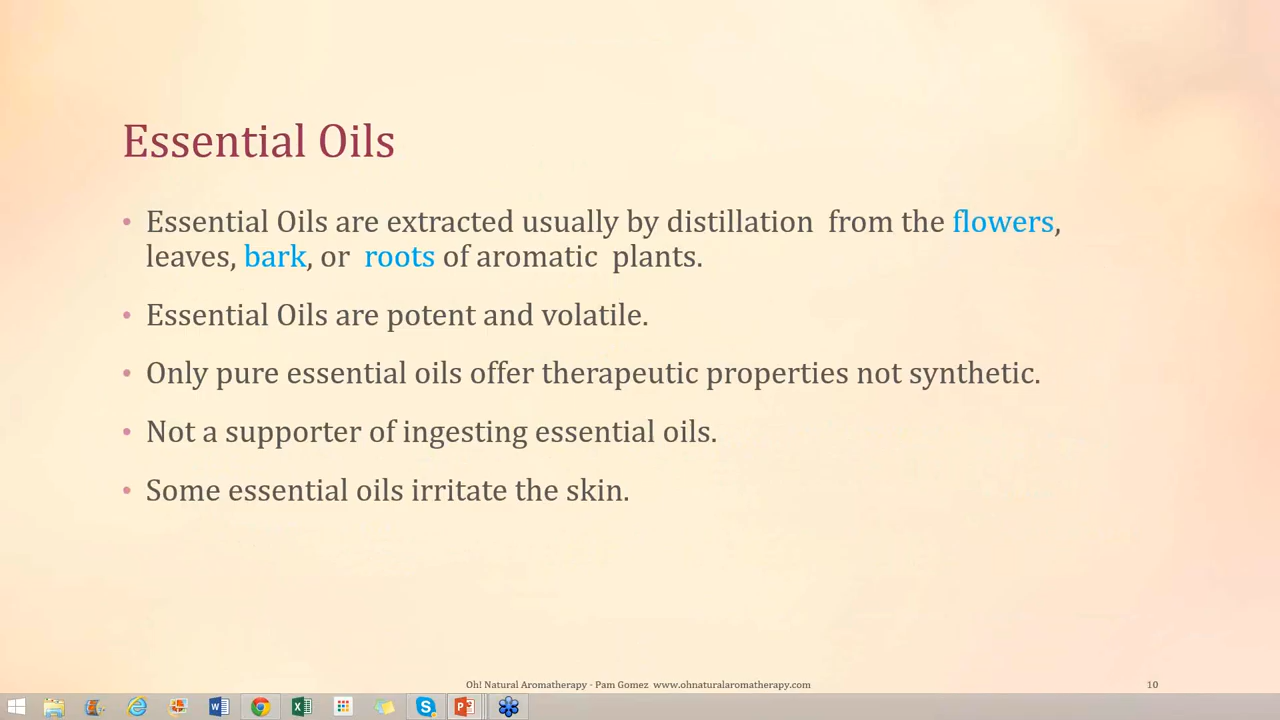 Essential Oils
• Essential Oils are extracted usually by distillation  from the flowers,
leaves, bark, or  roots of aromatic  plants.
• Essential Oils are potent and volatile.
• Only pure essential oils offer therapeutic properties not synthetic.
• Not a supporter of ingesting essential oils.
• Some essential oils irritate the skin.
Oh! Natural Aromatherapy - Pam Gomez  www.ohnaturalaromatherapy.com
10